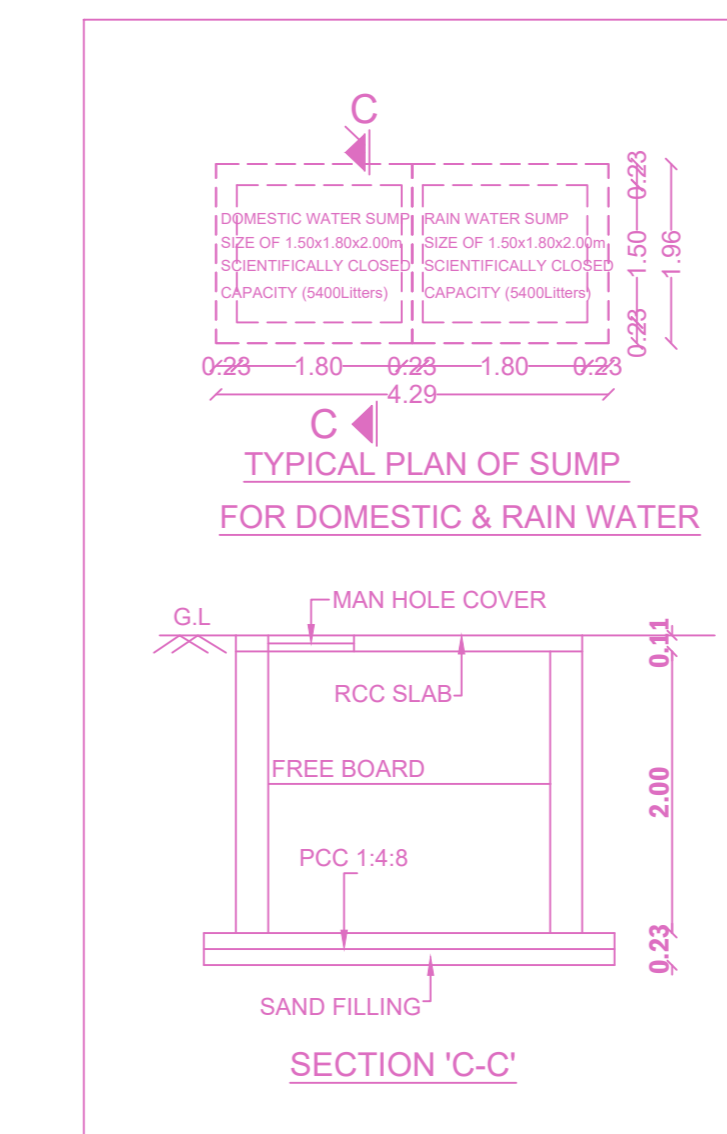 C
DOMESTIC WATER SUMP
SIZE OF 1.50x1.80x2.00m
SCIENTIFICALLY CLOSED
CAPACITY (5400Litters)
RAIN WATER SUMP
SIZE OF 1.50x1.80x2.00m
SCIENTIFICALLY CLOSED
CAPACITY (5400Litters)
0.23
1.50
0.23
1.96
0.23 1.80 0.23 1.80 0.23
4.29
C
TYPICAL PLAN OF SUMP
FOR DOMESTIC & RAIN WATER
G.L
MAN HOLE COVER
0.11
RCC SLAB
FREE BOARD
2.00
PCC 1:4:8
0.23
SAND FILLING
SECTION 'C-C'